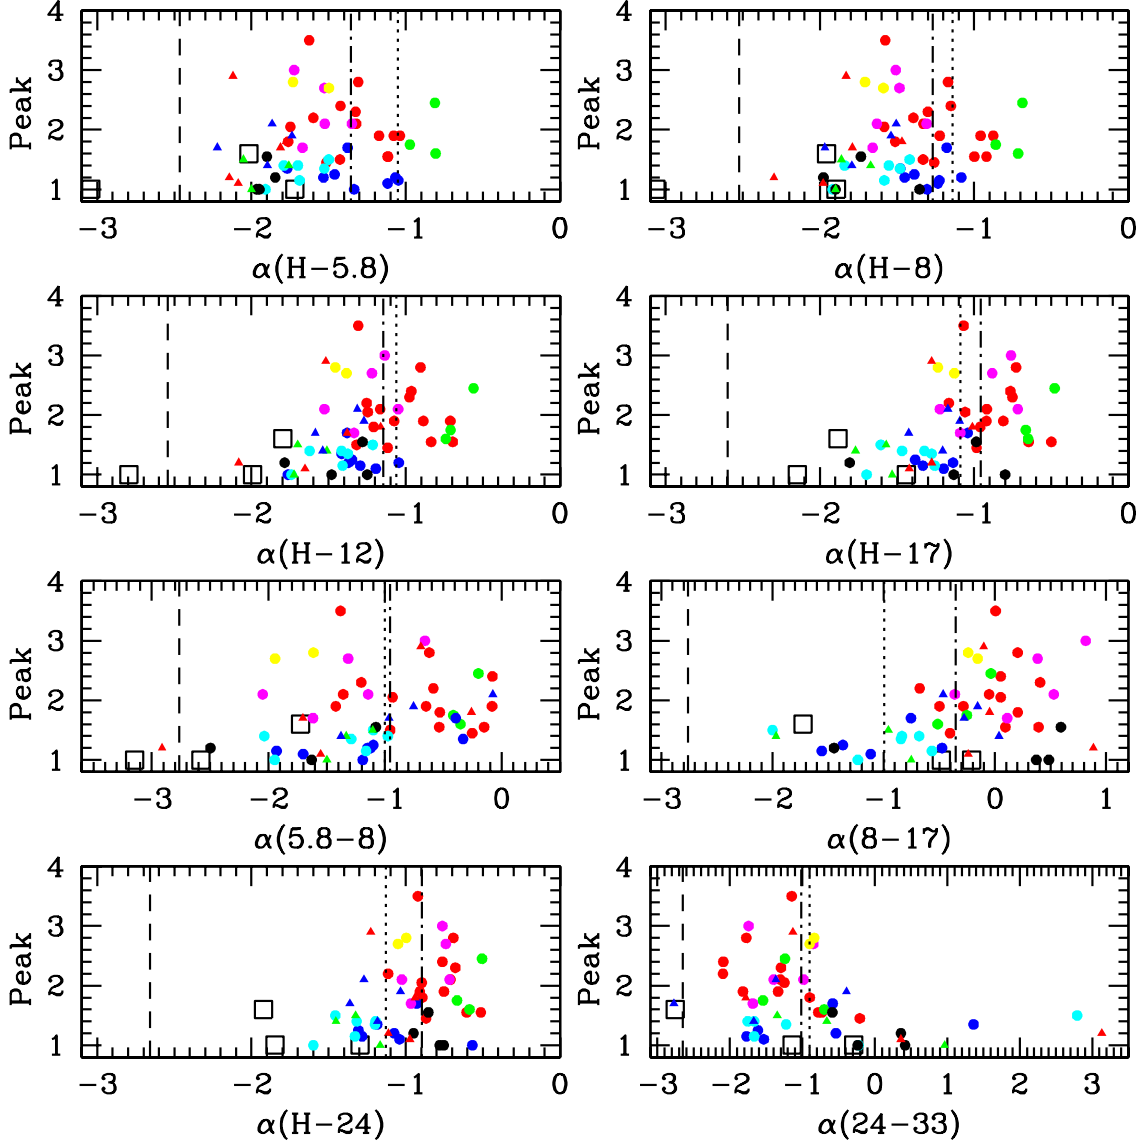 4
3
2
1
Peak
−3 −2 −1 0
α(H−5.8)
4
3
2
1
Peak
−3 −2 −1 0
α(H−8)
4
3
2
1
Peak
−3 −2 −1 0
α(H−12)
4
3
2
1
Peak
−3 −2 −1 0
α(H−17)
4
3
2
1
Peak
−3 −2 −1 0
α(5.8−8)
4
3
2
1
Peak
−3 −2 −1 0 1
α(8−17)
4
3
2
1
Peak
−3 −2 −1 0
α(H−24)
4
3
2
1
Peak
−3 −2 −1 0 1 2 3
α(24−33)